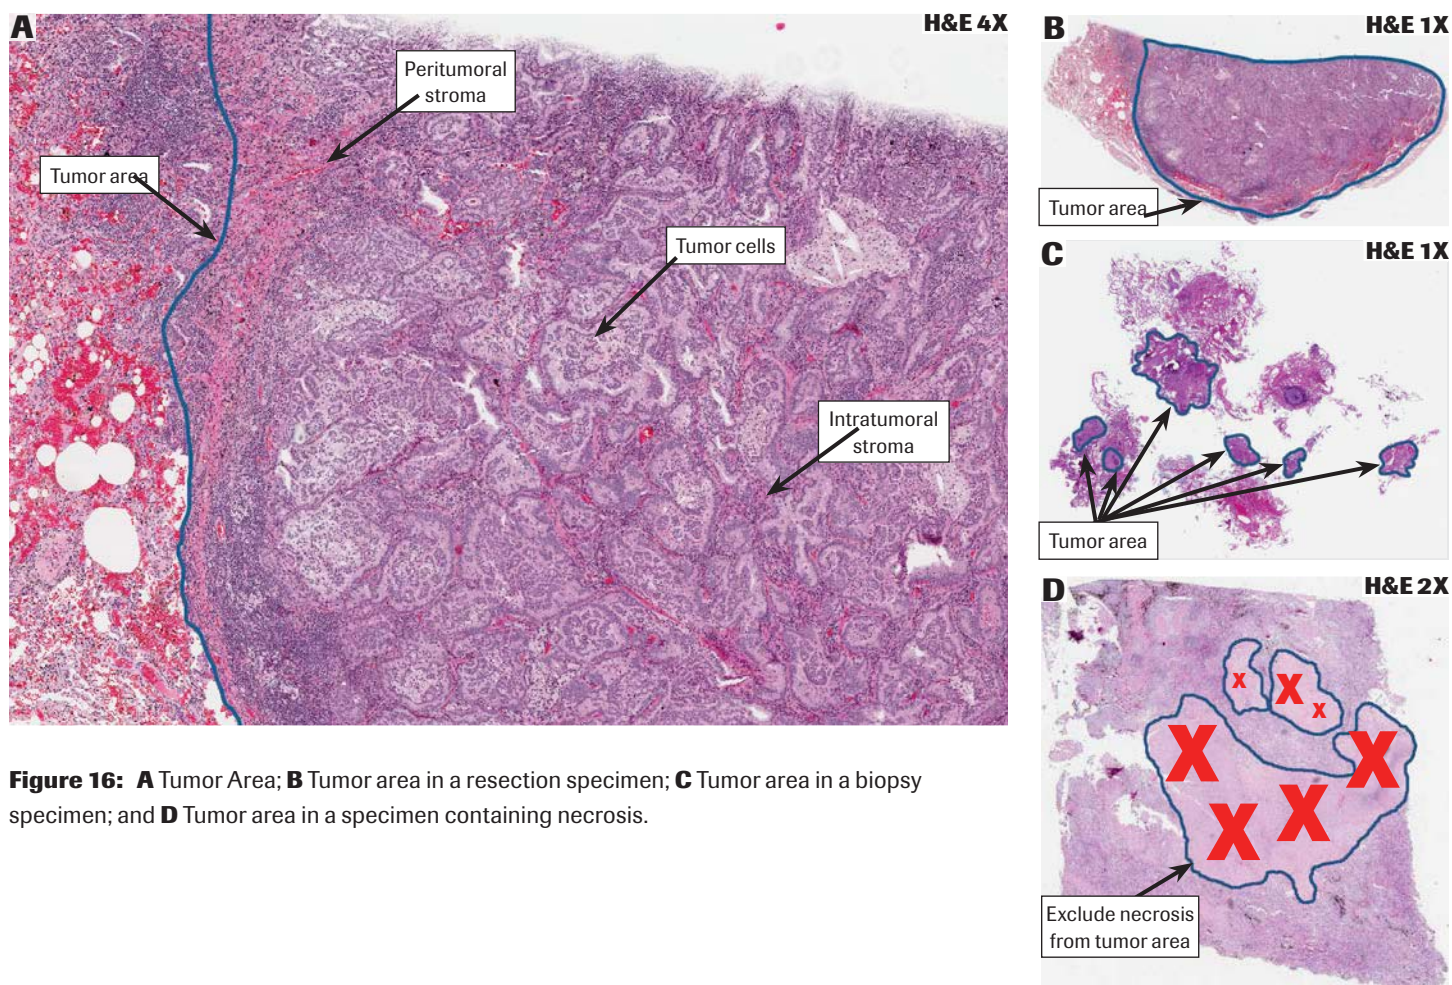 A
H&E 4X
Peritumoral
stroma
Tumor area
Tumor cells
Intratumoral
stroma
B
H&E 1X
Tumor area
C
H&E 1X
Tumor area
D
H&E 2X
X
X
X
X
X
X
X
Exclude necrosis
from tumor area
Figure 16: A Tumor Area; B Tumor area in a resection specimen; C Tumor area in a biopsy
specimen; and D Tumor area in a specimen containing necrosis.